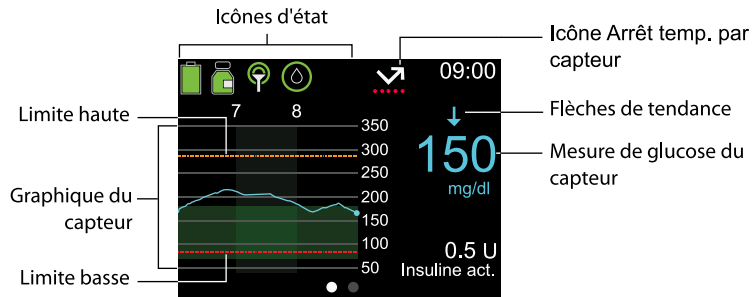 Icônes d'état
Icône Arrêt temp. par
capteur
09:00
7 8
Limite haute
Flèches de tendance
350
300
250
200
150
100
50
150
mg/dl
Mesure de glucose du
capteur
Graphique du
capteur
0.5 U
Insuline act.
Limite basse